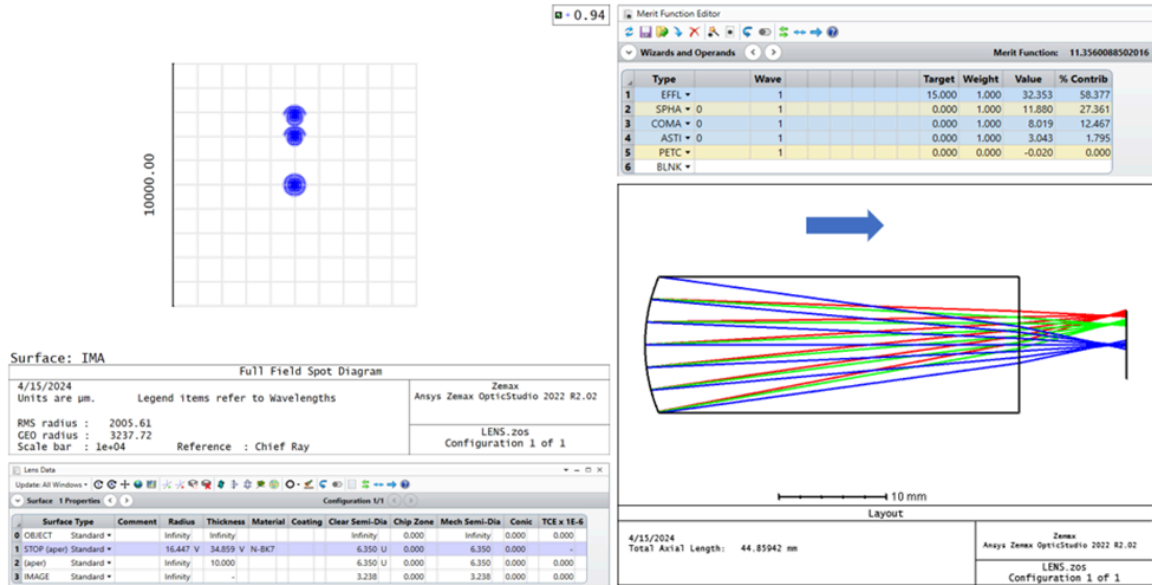 0.94
10000.00
Surface: IMA
Full Field Spot Diagram
4/15/2024
Units are µm. Legend items refer to Wavelengths
RMS radius : 2005.61
GEO radius : 3237.72
Scale bar : 1e+04 Reference : Chief Ray
Zemax
Ansys Zemax OpticStudio 2022 R2.02
LENS.zos
Configuration 1 of 1
Lens Data
Update: All Windows
Surface 1 Properties Configuration 1/1
Surface Type Comment Radius Thickness Material Coating Clear Semi-Dia Chip Zone Mech Semi-Dia Conic TCE x 1E-6
0 OBJECT Standard Infinity Infinity Infinity 0.000 Infinity 0.000 0.000
1 STOP (aper) Standard 16.447 V 34.859 V N-BK7 6.350 U 0.000 6.350 0.000 -
2 (aper) Standard Infinity 10.000 6.350 U 0.000 6.350 0.000 0.000
3 IMAGE Standard Infinity - 3.238 0.000 3.238 0.000 0.000
Merit Function Editor
Wizards and Operands Merit Function: 11.3560088502016
Type Wave Target Weight Value % Contrib
1 EFFL 1 15.000 1.000 32.353 58.377
2 SPHA 0 1 0.000 1.000 11.880 27.361
3 COMA 0 1 0.000 1.000 8.019 12.467
4 ASTI 0 1 0.000 1.000 3.043 1.795
5 PETC 1 0.000 0.000 -0.020 0.000
6 BLNK
10 mm
Layout
4/15/2024
Total Axial Length: 44.85942 mm
Zemax
Ansys Zemax OpticStudio 2022 R2.02
LENS.zos
Configuration 1 of 1